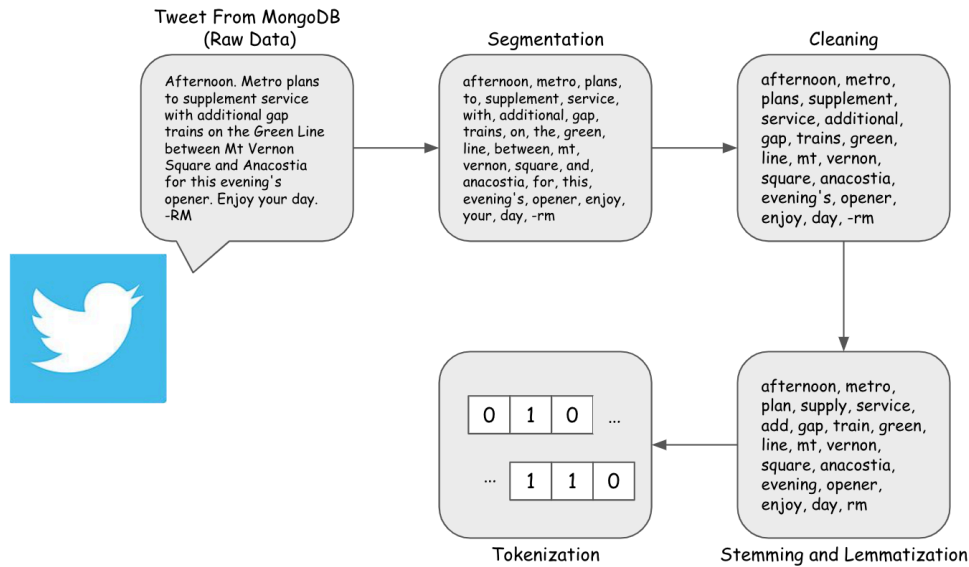 Tweet From MongoDB
(Raw Data)
Afternoon. Metro plans
to supplement service
with additional gap
trains on the Green Line
between Mt Vernon
Square and Anacostia
for this evening's
opener. Enjoy your day.
-RM
Segmentation
afternoon, metro, plans,
to, supplement, service,
with, additional, gap,
trains, on, the, green,
line, between, mt,
vernon, square, and,
anacostia, for, this,
evening's, opener, enjoy,
your, day, -rm
Cleaning
afternoon, metro,
plans, supplement,
service, additional,
gap, trains, green,
line, mt, vernon,
square, anacostia,
evening's, opener,
enjoy, day, -rm
afternoon, metro,
plan, supply, service,
add, gap, train, green,
line, mt, vernon,
square, anacostia,
evening, opener,
enjoy, day, rm
Stemming and Lemmatization
0 1 0 ...
... 1 1 0
Tokenization